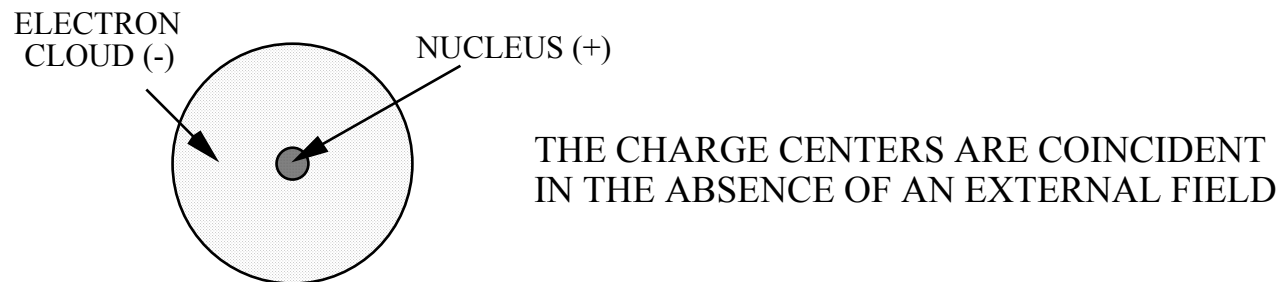 ELECTRON
CLOUD (-)
NUCLEUS (+)
THE CHARGE CENTERS ARE COINCIDENT
IN THE ABSENCE OF AN EXTERNAL FIELD